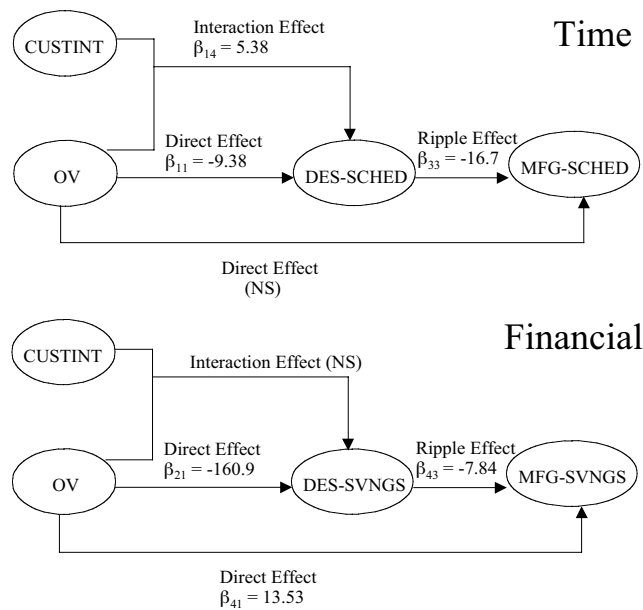 Interaction Effect
β14 = 5.38
Time
CUSTINT
Direct Effect
β11 = -9.38
Ripple Effect
β33 = -16.7
OV
DES-SCHED
MFG-SCHED
Direct Effect
(NS)
Financial
CUSTINT
Interaction Effect (NS)
Direct Effect
β21 = -160.9
Ripple Effect
β43 = -7.84
OV
DES-SVNGS
MFG-SVNGS
Direct Effect
β41 = 13.53